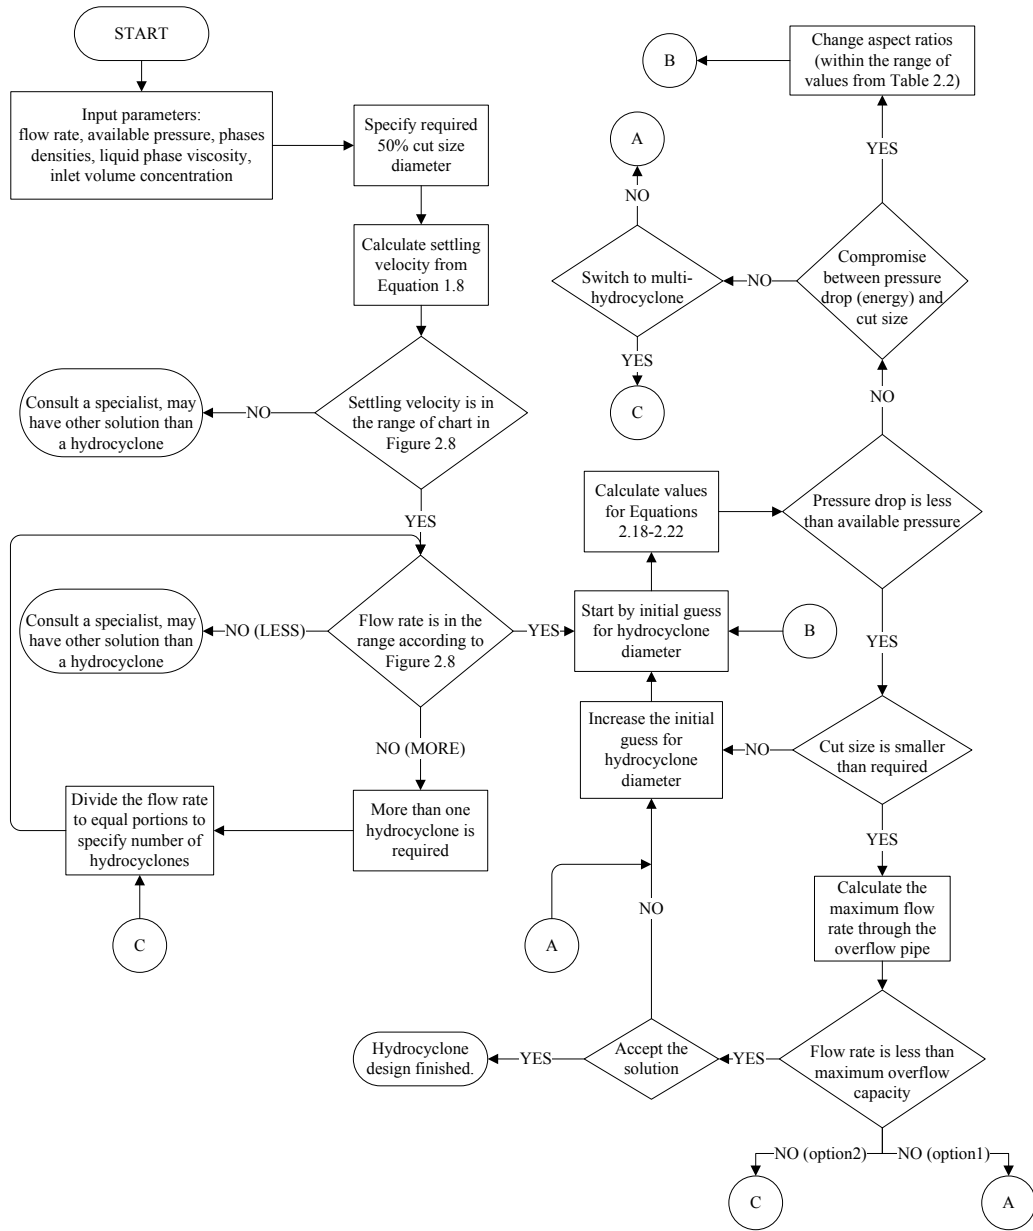 START
Input parameters:
flow rate, available pressure, phases
densities, liquid phase viscosity,
inlet volume concentration
Specify required
50% cut size
diameter
Calculate settling
velocity from
Equation 1.8
Settling velocity is in
the range of chart in
Figure 2.8
NO
Consult a specialist, may
have other solution than
a hydrocyclone
YES
Flow rate is in the
range according to
Figure 2.8
NO (LESS)
Consult a specialist, may
have other solution than
a hydrocyclone
YES
NO (MORE)
More than one
hydrocyclone is
required
Divide the flow rate
to equal portions to
specify number of
hydrocyclones
C
Start by initial guess
for hydrocyclone
diameter
B
Calculate values
for Equations
2.18-2.22
Pressure drop is less
than available pressure
NO
Compromise
between pressure
drop (energy) and
cut size
YES
Change aspect ratios
(within the range of
values from Table 2.2)
B
NO
Switch to multi-
hydrocyclone
NO
A
YES
C
YES
Cut size is smaller
than required
NO
Increase the initial
guess for
hydrocyclone
diameter
YES
Calculate the
maximum flow
rate through the
overflow pipe
Flow rate is less than
maximum overflow
capacity
YES
Accept the
solution
NO
A
YES
Hydrocyclone
design finished.
NO (option2)
NO (option1)
C
A